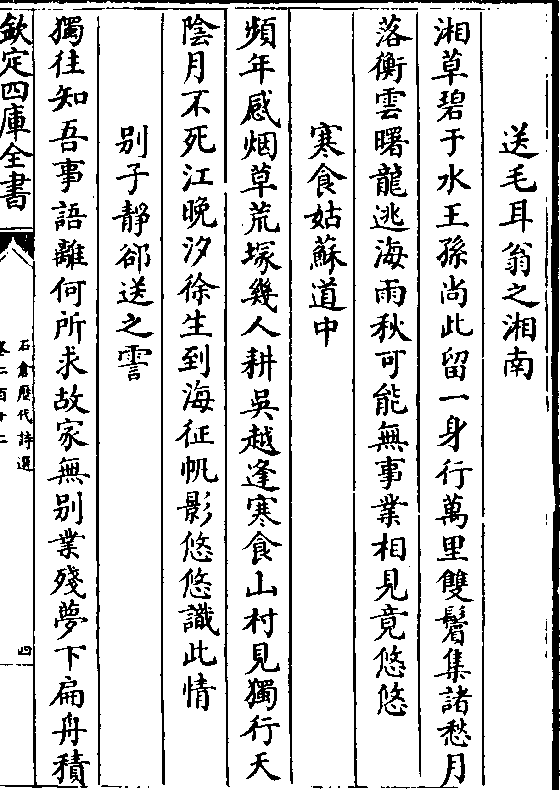 送毛耳翁之湘南
湘草碧于水王孫尚此留一身行萬里雙鬢集諸愁月
落衡雲曙龍逃海雨秋可能無事業相見竟悠悠
寒食姑蘇道中
頻年感烟草荒塚幾人耕吳越逢寒食山村見獨行天
陰月不死江晚汐徐生到海征帆影悠悠識此情
别子靜郤送之霅
獨往知吾事語離何所求故家無别業殘夢下扁舟積
欽定四庫全書
石倉歷代詩選
卷二百十二
四